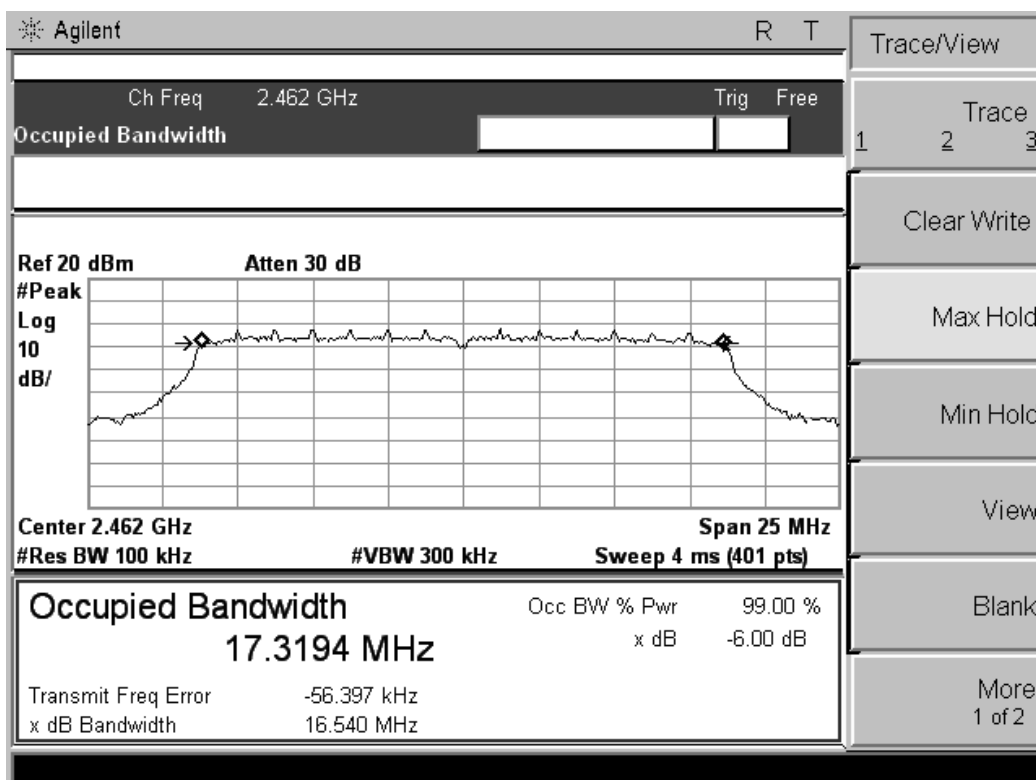 Agilent R T
Trace/View
Ch Freq 2.462 GHz Trig Free
Occupied Bandwidth
Trace
1 2 3
Clear Write
Ref 20 dBm Atten 30 dB
#Peak
Log
10
dB/
Max Hold
Min Hold
Center 2.462 GHz Span 25 MHz
#Res BW 100 kHz #VBW 300 kHz Sweep 4 ms (401 pts)
View
Occupied Bandwidth
17.3194 MHz
Occ BW % Pwr 99.00 %
x dB -6.00 dB
Transmit Freq Error -56.397 kHz
x dB Bandwidth 16.540 MHz
Blank
More
1 of 2